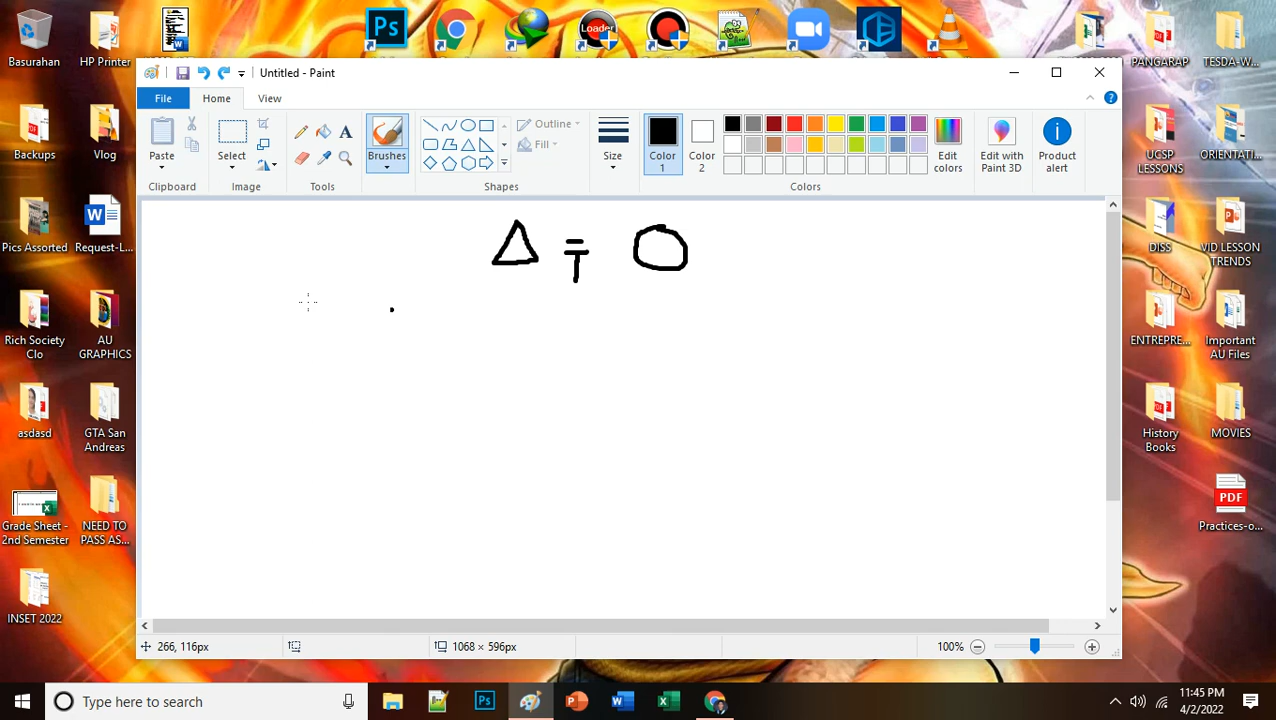 Basurahan
HP Printer
PANGARAP
TESDA-W...
Ps
Loader
Untitled - Paint
File
Home
View
Paste
Select
Brushes
Outline
Fill
Size
Color
1
Color
2
Edit
colors
Edit with
Paint 3D
Product
alert
Clipboard
Image
Tools
Shapes
Colors
Δ = T O
Backups
Vlog
UCSP
LESSONS
ORIENTATI...
Pics Assorted
Request-L...
DISS
VID LESSON
TRENDS
Rich Society
Clo
AU
GRAPHICS
ENTREPRE...
Important
AU Files
asdasd
GTA San
Andreas
History
Books
MOVIES
Grade Sheet -
2nd Semester
NEED TO
PASS AS...
PDF
Practices-o...
INSET 2022
266, 116px
1068 × 596px
100%
Type here to search
11:45 PM
4/2/2022